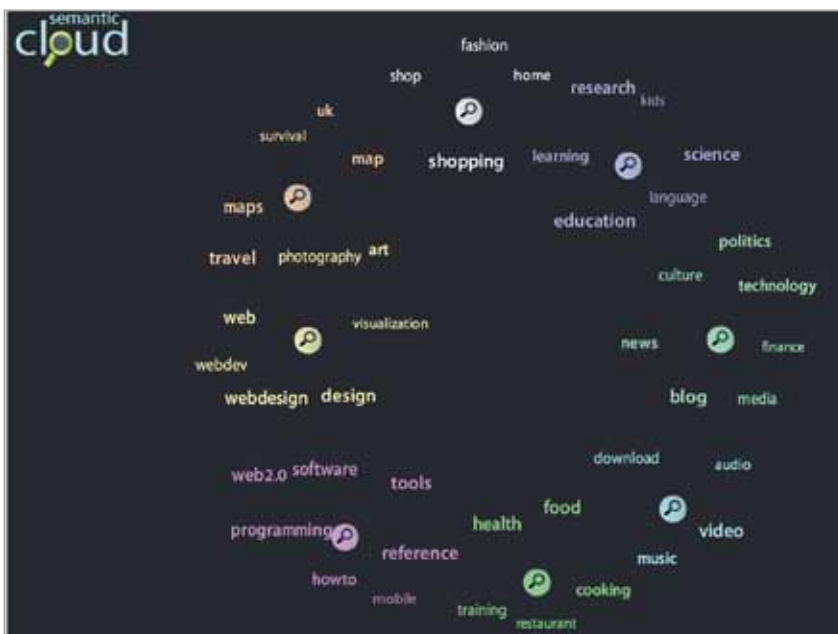 semantic
cloud
fashion
shop
home
research
kids
uk
survival
map
shopping
learning
science
maps
language
education
travel
photography
art
politics
culture
technology
web
visualization
news
finance
webdev
webdesign
design
blog
media
web2.0
software
tools
download
audio
programming
health
food
video
reference
music
howto
mobile
cooking
training
restaurant